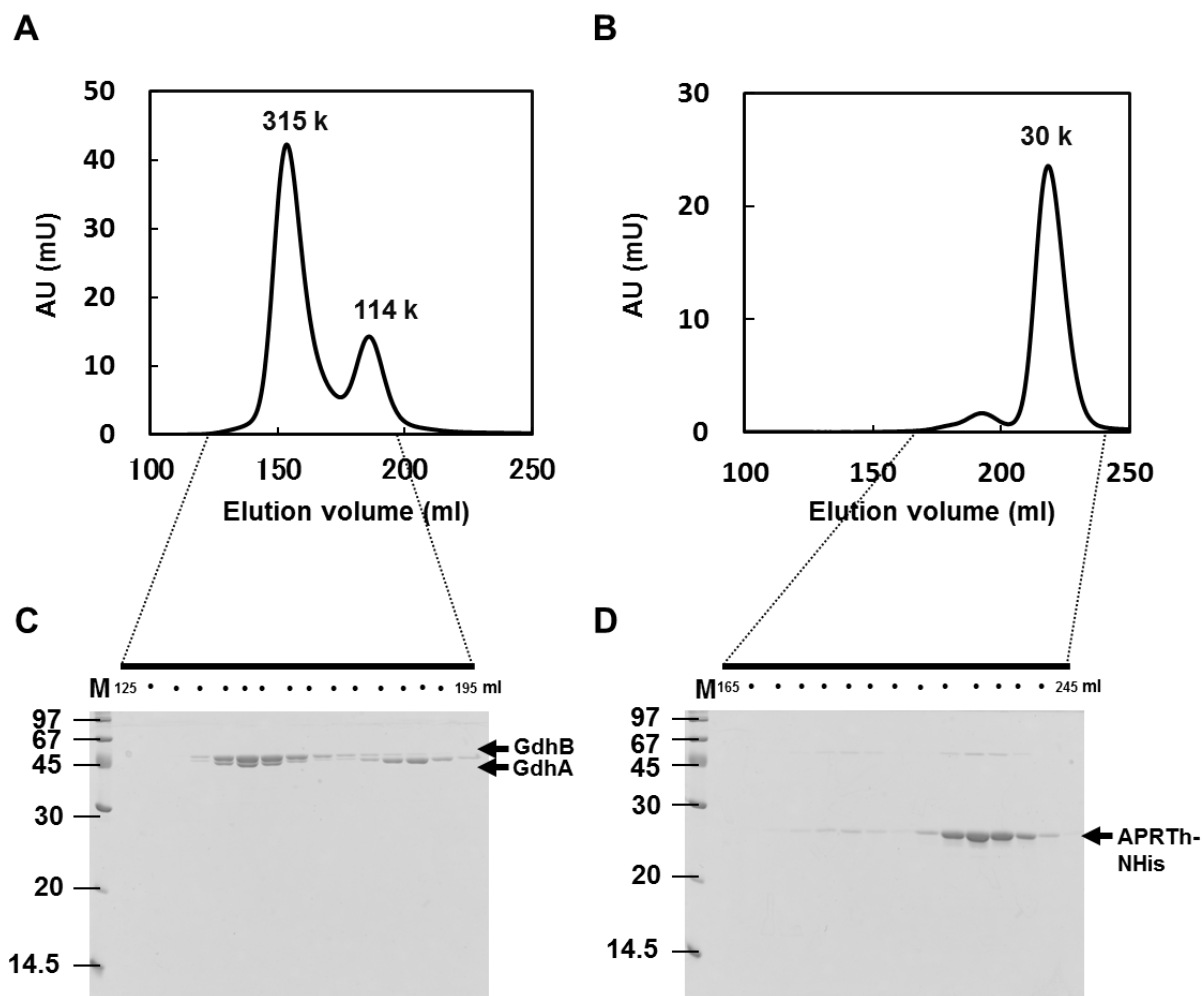 A
50
40
30
20
10
0
AU (mU)
315 k
114 k
100 150 200 250
Elution volume (ml)
B
30
20
10
0
AU (mU)
30 k
100 150 200 250
Elution volume (ml)
C
M 125 195 ml
97
67
45
30
20
14.5
GdhB
GdhA
D
M 165 245 ml
97
67
45
30
20
14.5
APRTh-
NHis